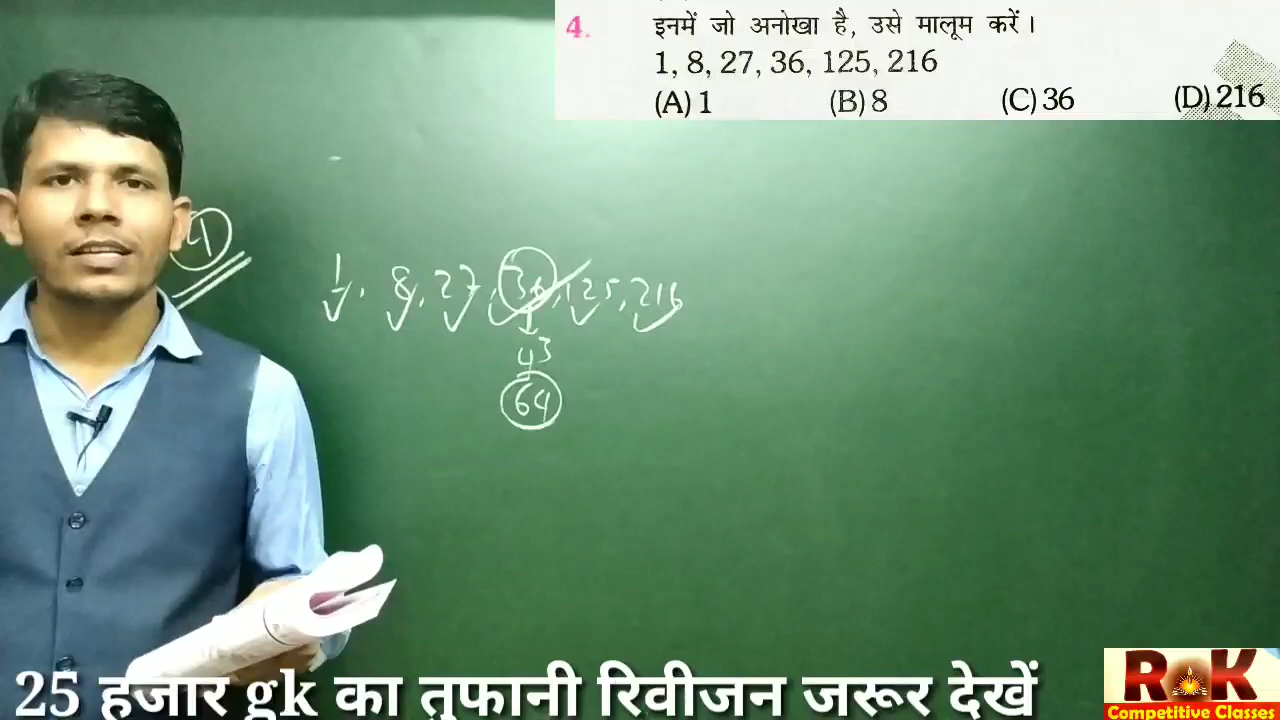 4. इनमें जो अनोखा है, उसे मालूम करें।
1, 8, 27, 36, 125, 216
(A) 1 (B) 8 (C) 36 (D) 216
4
1, 8, 27, 36, 125, 216
4³
64
25 हजार gk का तुफानी रिवीजन जरूर देखें
ROK
Competitive Classes